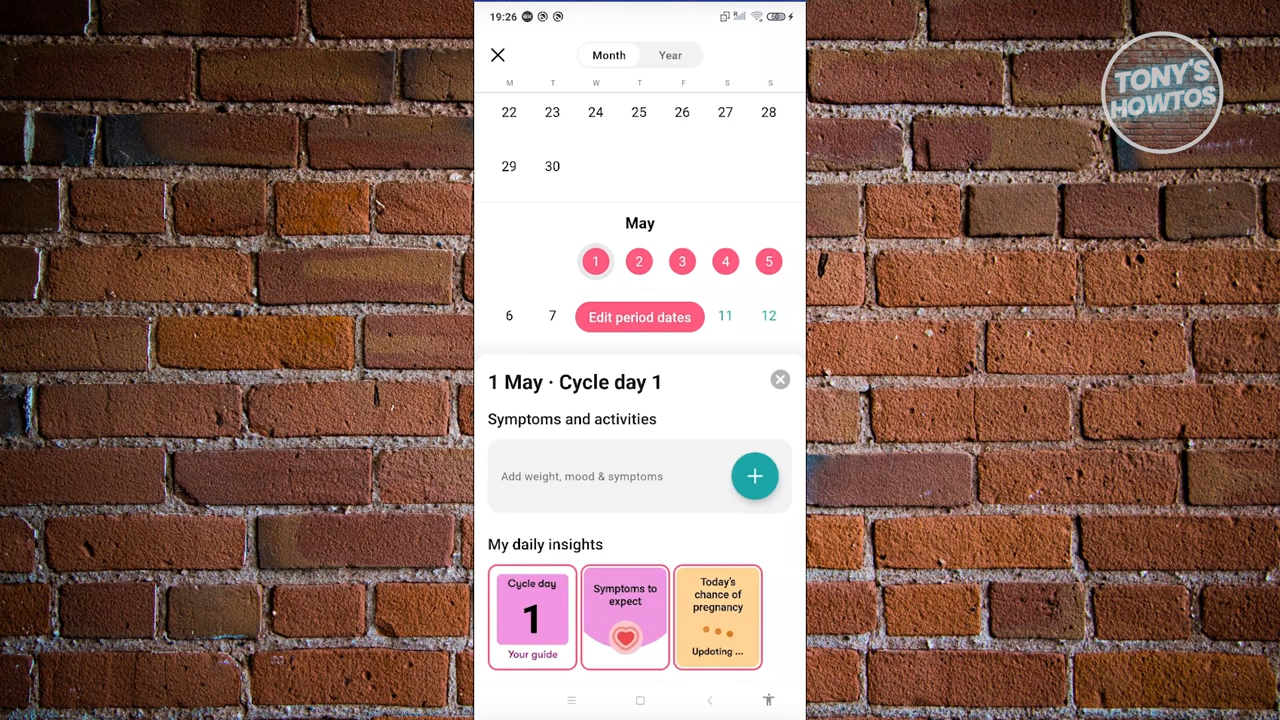 19:26
Month Year
M T W T F S S
22 23 24 25 26 27 28
29 30
May
1 2 3 4 5
6 7 Edit period dates 11 12
1 May · Cycle day 1
Symptoms and activities
Add weight, mood & symptoms
My daily insights
Cycle day
1
Your guide
Symptoms to
expect
Today's
chance of
pregnancy
Updating ...
TONY'S
HOWTOS